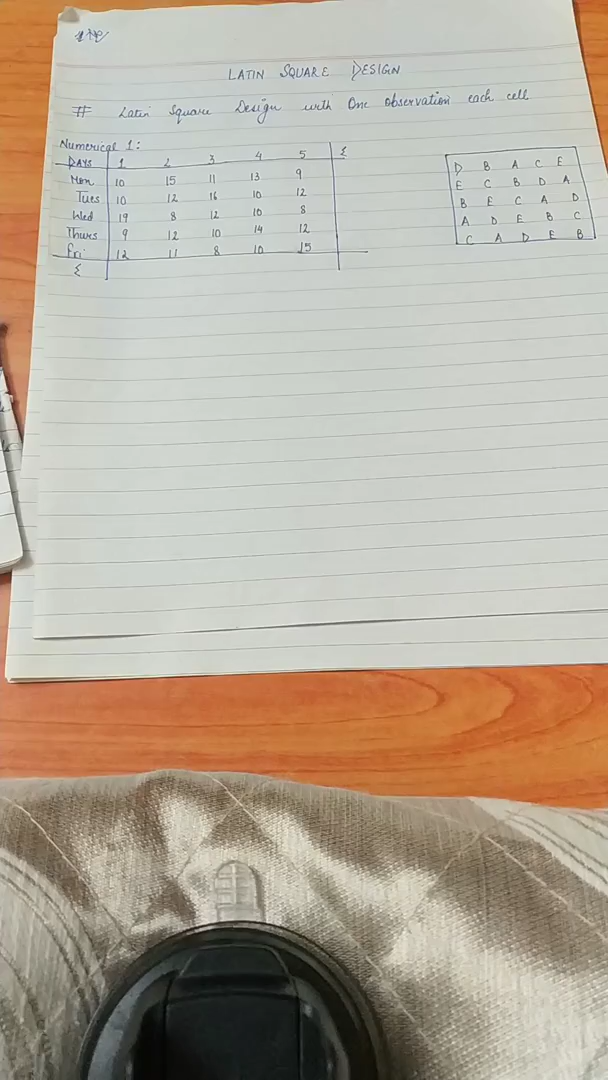 LATIN SQUARE DESIGN
# Latin Square Design with One observation each cell
Numerical 1:
DAYS 1 2 3 4 5 Σ
Mon 10 15 11 13 9
Tues 10 12 16 10 12
Wed 19 8 12 10 8
Thurs 9 12 10 14 12
Fri 12 11 8 10 15
Σ
D B A C E
E C B D A
B E C A D
A D E B C
C A D E B